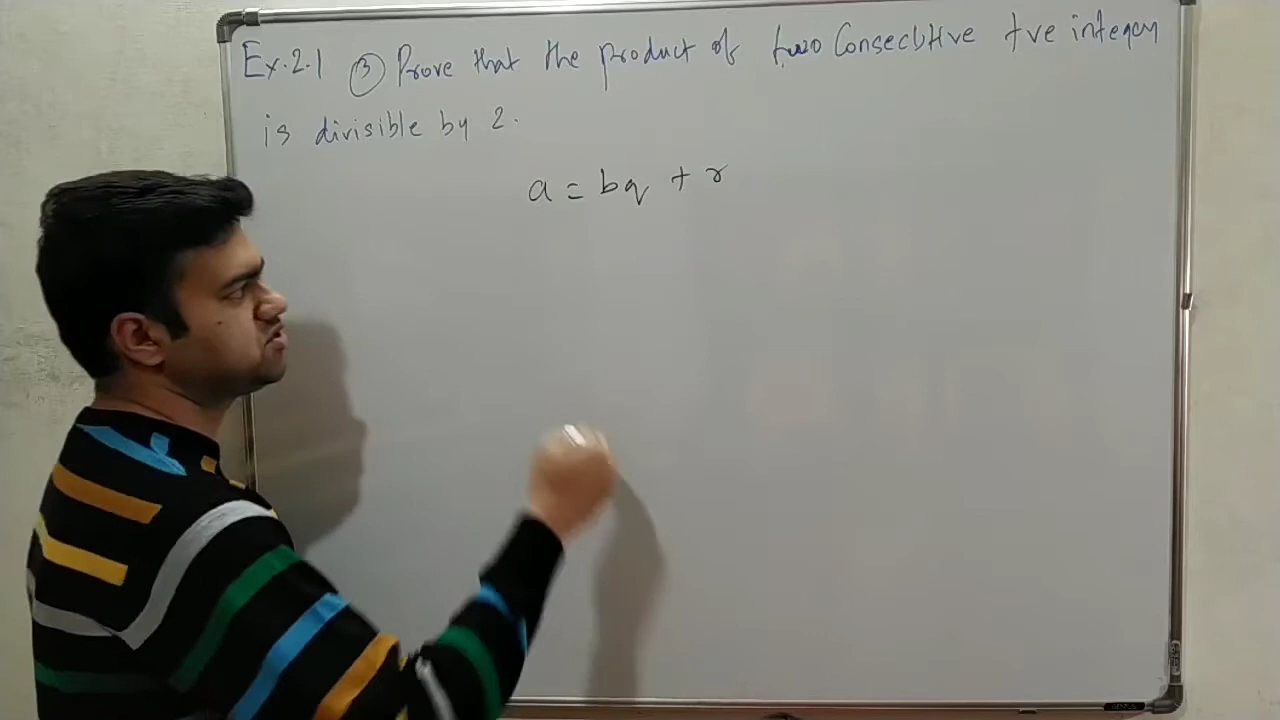 Ex.2.1 ③ Prove that the product of two Consecutive +ve integers
is divisible by 2.
a = bq + r